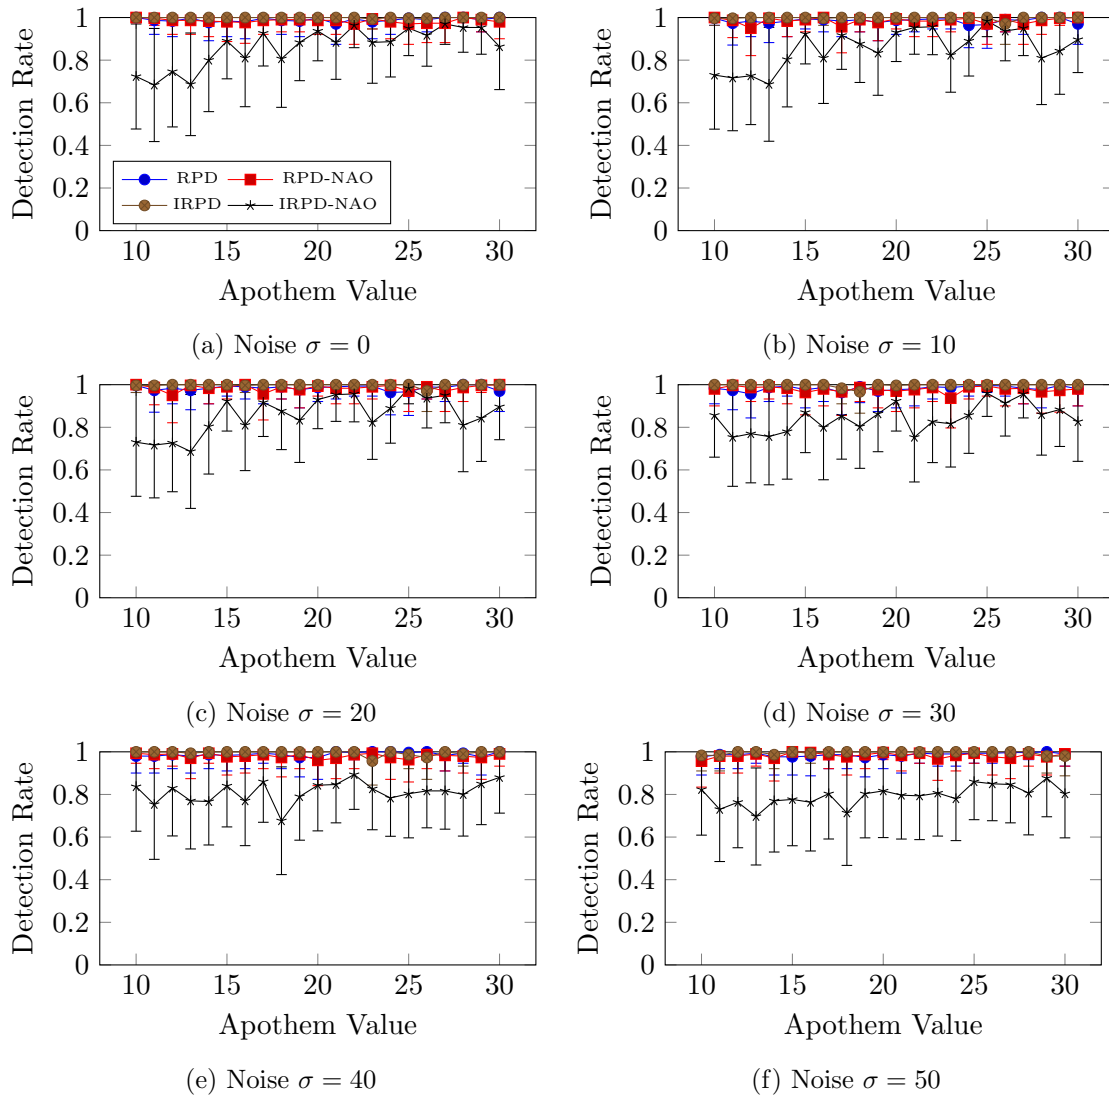 1
0.8
0.6
0.4
0.2
0
Detection Rate
RPD RPD-NAO
IRPD IRPD-NAO
10 15 20 25 30
Apothem Value
(a) Noise σ = 0
1
0.8
0.6
0.4
0.2
0
Detection Rate
10 15 20 25 30
Apothem Value
(b) Noise σ = 10
1
0.8
0.6
0.4
0.2
0
Detection Rate
10 15 20 25 30
Apothem Value
(c) Noise σ = 20
1
0.8
0.6
0.4
0.2
0
Detection Rate
10 15 20 25 30
Apothem Value
(d) Noise σ = 30
1
0.8
0.6
0.4
0.2
0
Detection Rate
10 15 20 25 30
Apothem Value
(e) Noise σ = 40
1
0.8
0.6
0.4
0.2
0
Detection Rate
10 15 20 25 30
Apothem Value
(f) Noise σ = 50